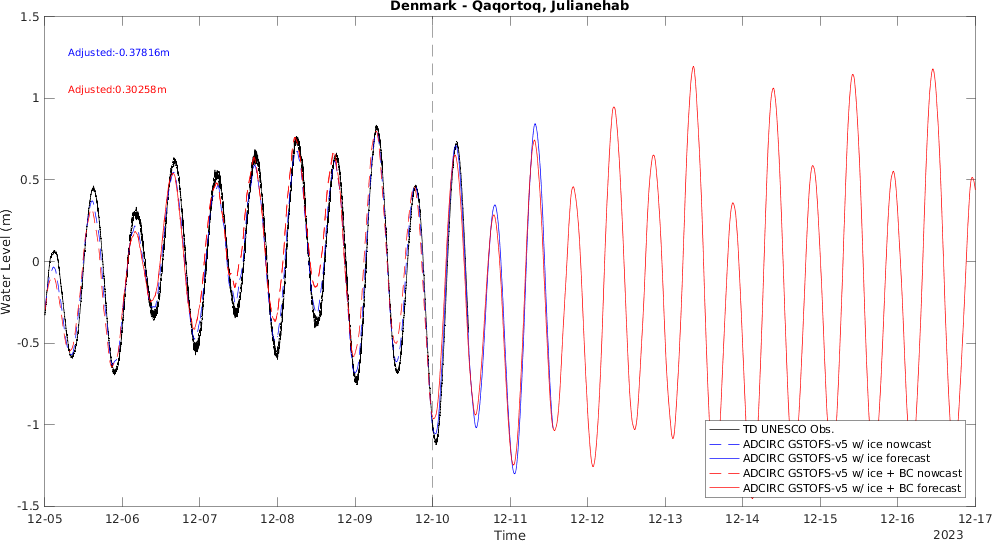 Denmark - Qaqortoq, Julianehab
Adjusted:-0.37816m
Adjusted:0.30258m
Water Level (m)
1.5
1
0.5
0
-0.5
-1
-1.5
TD UNESCO Obs.
ADCIRC GSTOFS-v5 w/ ice nowcast
ADCIRC GSTOFS-v5 w/ ice forecast
ADCIRC GSTOFS-v5 w/ ice + BC nowcast
ADCIRC GSTOFS-v5 w/ ice + BC forecast
12-05 12-06 12-07 12-08 12-09 12-10 12-11 12-12 12-13 12-14 12-15 12-16 12-17
Time
2023